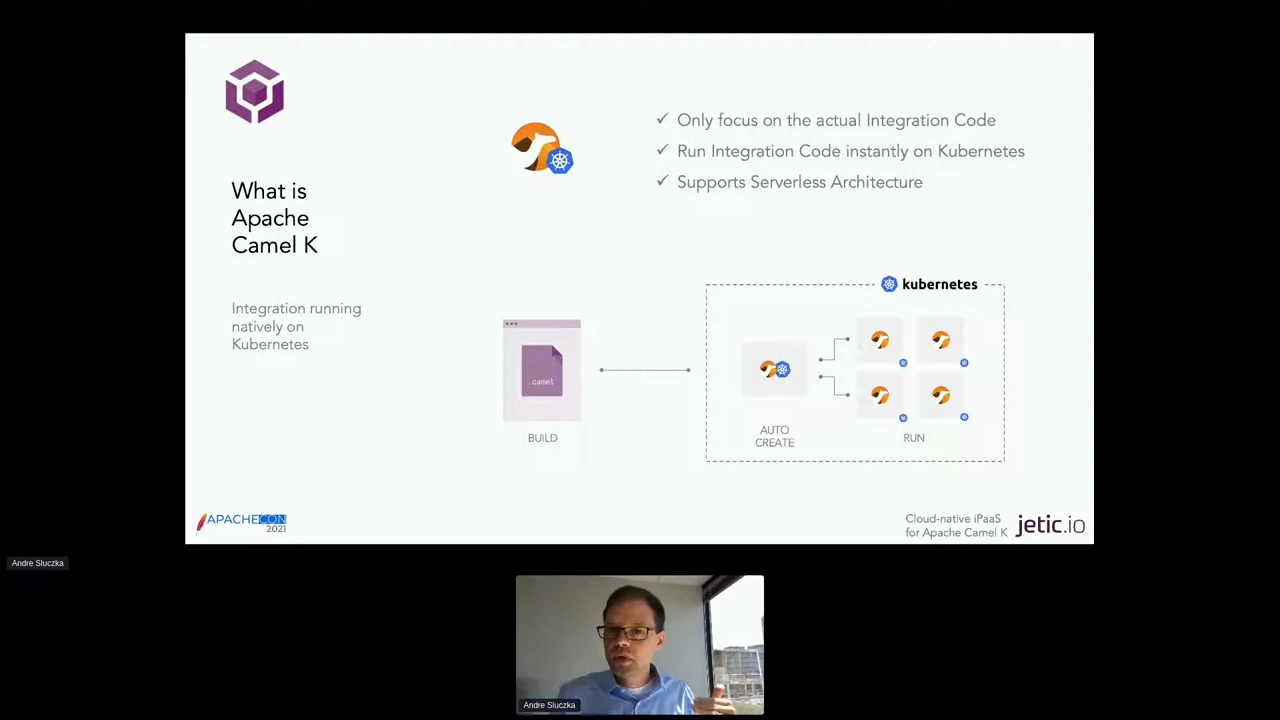 What is
Apache
Camel K
Integration running
natively on
Kubernetes
✓ Only focus on the actual Integration Code
✓ Run Integration Code instantly on Kubernetes
✓ Supports Serverless Architecture
kubernetes
.camel
BUILD
AUTO
CREATE
RUN
APACHECON
2021
Cloud-native iPaaS
for Apache Camel K
jetic.io
Andre Sluczka
Andre Sluczka